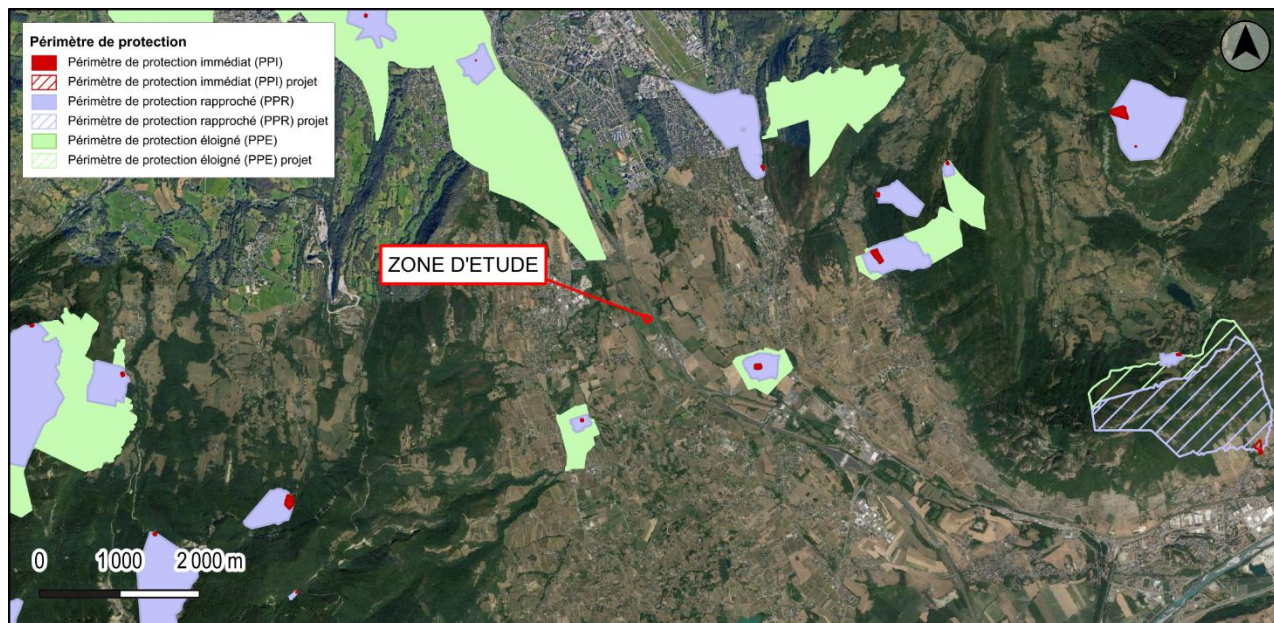 Périmètre de protection
Périmètre de protection immédiat (PPI)
Périmètre de protection immédiat (PPI) projet
Périmètre de protection rapproché (PPR)
Périmètre de protection rapproché (PPR) projet
Périmètre de protection éloigné (PPE)
Périmètre de protection éloigné (PPE) projet
ZONE D'ETUDE
0 1 000 2 000 m